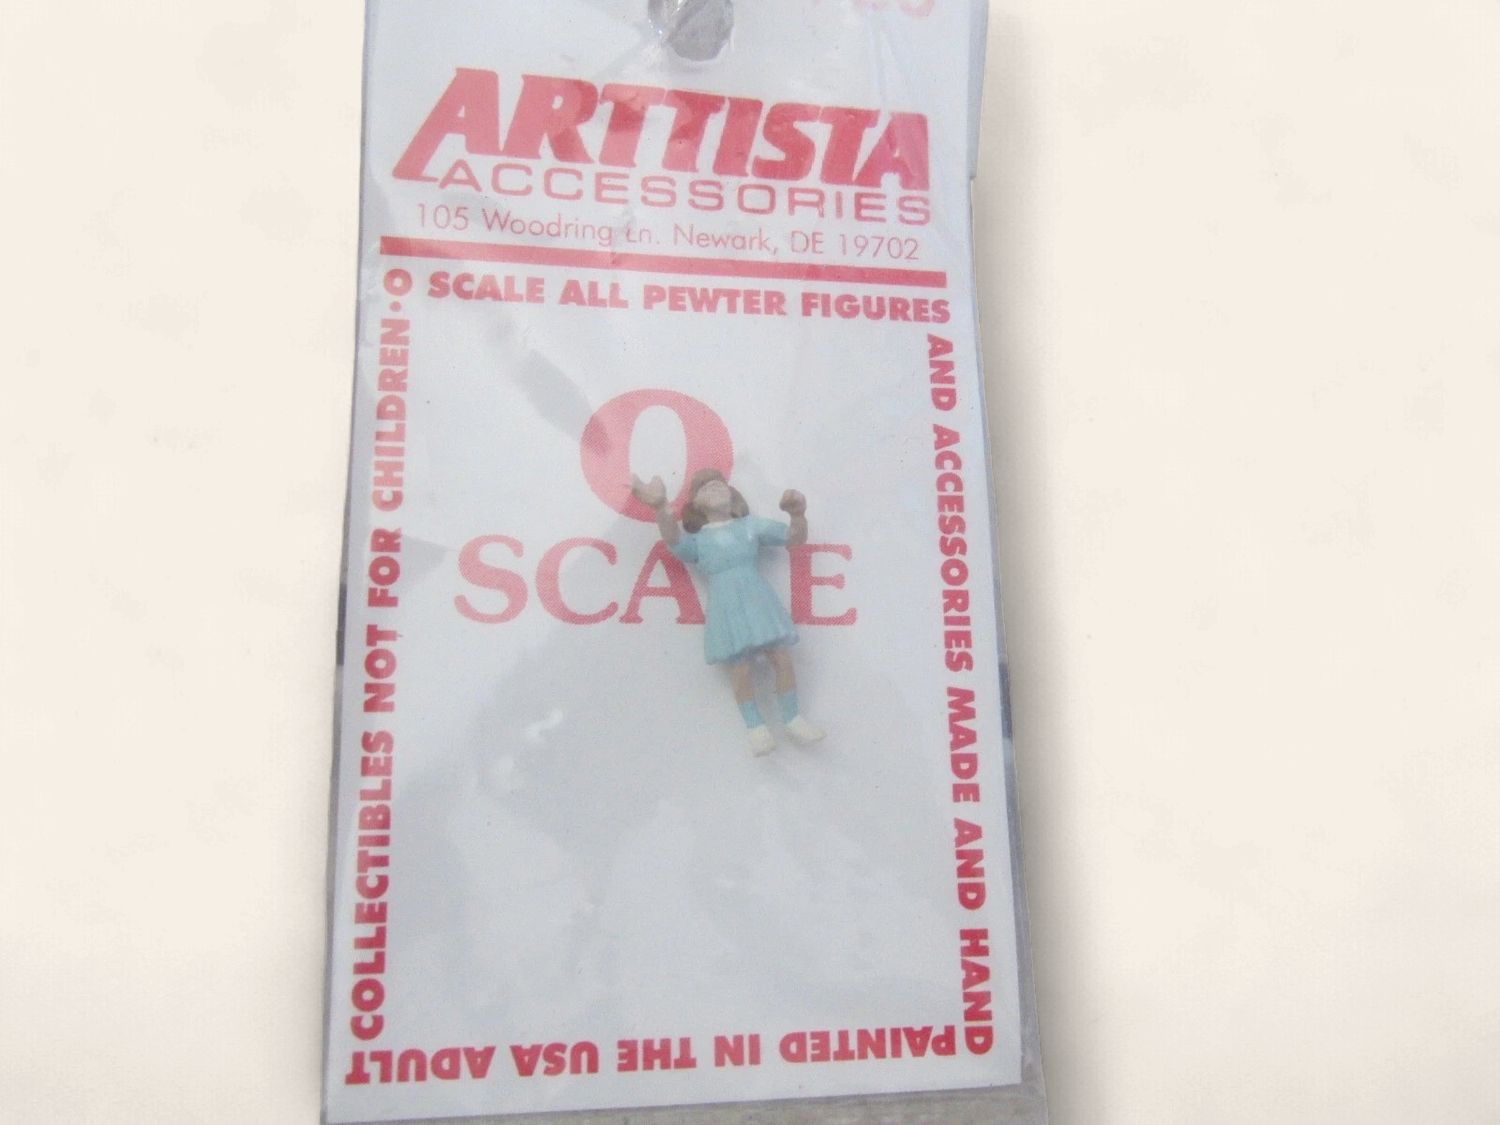 ARTTISTA
ACCESSORIES
105 Woodring Ln. Newark, DE 19702
O SCALE ALL PEWTER FIGURES
AND ACCESSORIES MADE AND HAND
PAINTED IN THE USA ADULT
COLLECTIBLES NOT FOR CHILDREN•
O
SCALE